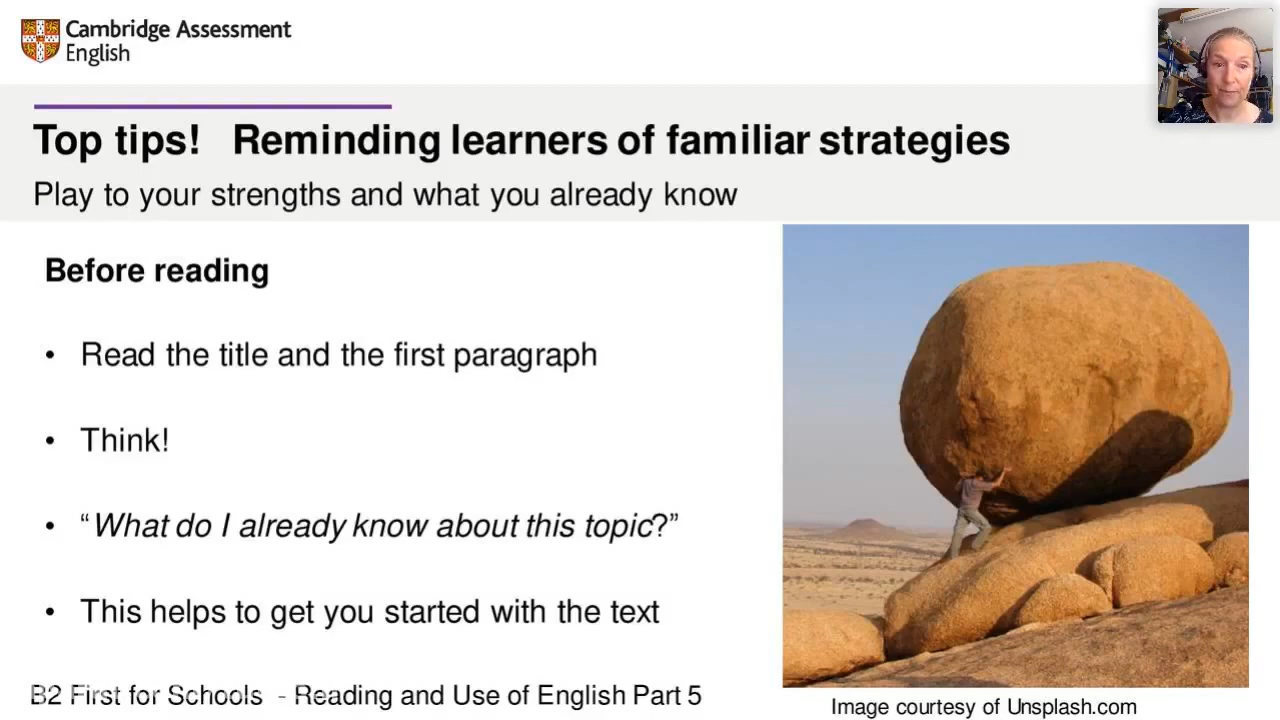 Cambridge Assessment
English
Top tips! Reminding learners of familiar strategies
Play to your strengths and what you already know
Before reading
• Read the title and the first paragraph
• Think!
• “What do I already know about this topic?”
• This helps to get you started with the text
B2 First for Schools - Reading and Use of English Part 5
Image courtesy of Unsplash.com